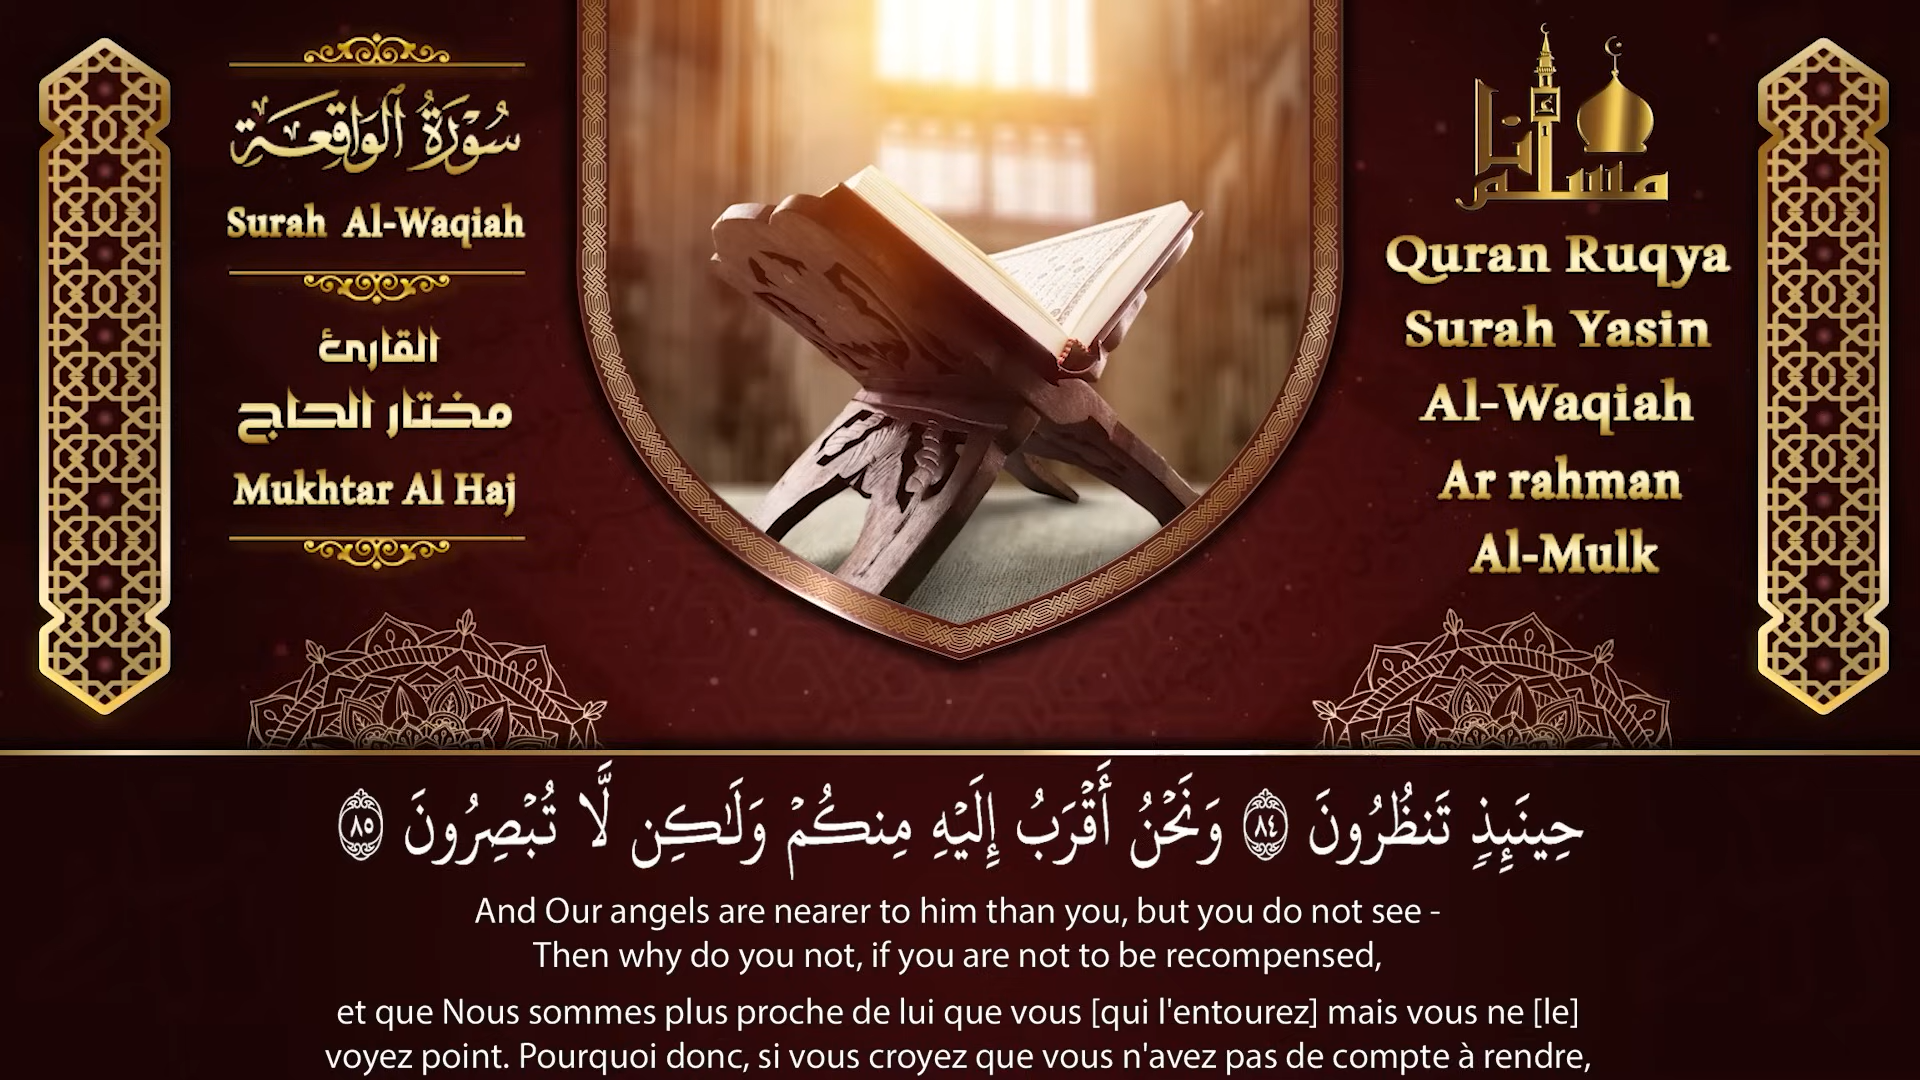 سُورَةُ الوَاقِعَة
Surah Al-Waqiah
القارئ
مختار الحاج
Mukhtar Al Haj
أنا مسلم
Quran Ruqya
Surah Yasin
Al-Waqiah
Ar rahman
Al-Mulk
حِينَئِذٍ تَنظُرُونَ ٨٤ وَنَحْنُ أَقْرَبُ إِلَيْهِ مِنكُمْ وَلَٰكِن لَّا تُبْصِرُونَ ٨٥
And Our angels are nearer to him than you, but you do not see -
Then why do you not, if you are not to be recompensed,
et que Nous sommes plus proche de lui que vous [qui l'entourez] mais vous ne [le]
voyez point. Pourquoi donc, si vous croyez que vous n'avez pas de compte à rendre,